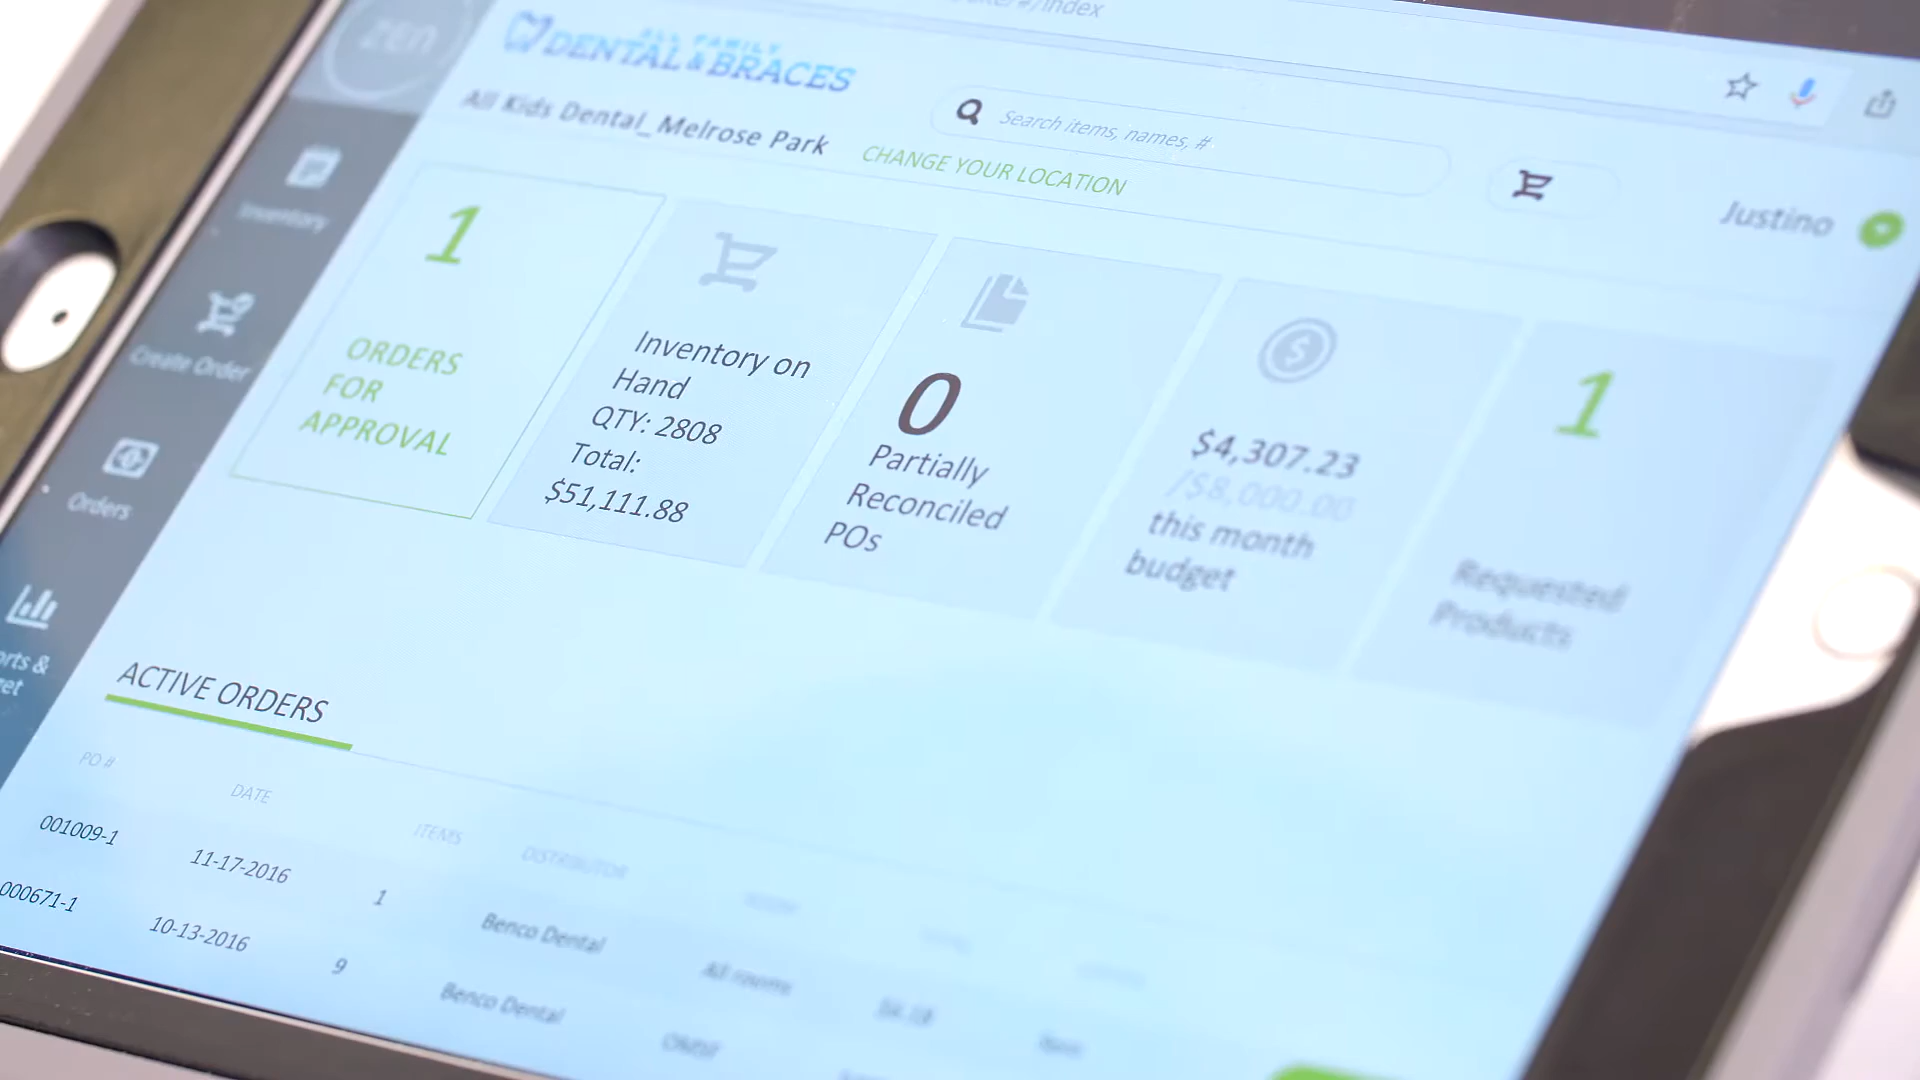 /index
zen
ALL FAMILY
DENTAL & BRACES
All Kids Dental_Melrose Park
Search items, names, #
CHANGE YOUR LOCATION
Justino
Inventory
Create Order
Orders
orts &
et
1
ORDERS
FOR
APPROVAL
Inventory on
Hand
QTY: 2808
Total:
$51,111.88
0
Partially
Reconciled
POs
$4,307.23
/$8,000.00
this month
budget
1
Requested
Products
ACTIVE ORDERS
PO # DATE ITEMS DISTRIBUTOR
001009-1 11-17-2016 1 Benco Dental All rooms
000671-1 10-13-2016 9 Benco Dental